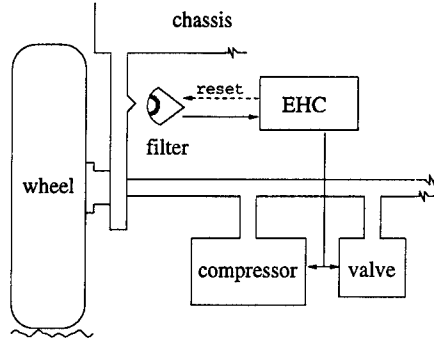 chassis
reset
EHC
filter
wheel
compressor
valve